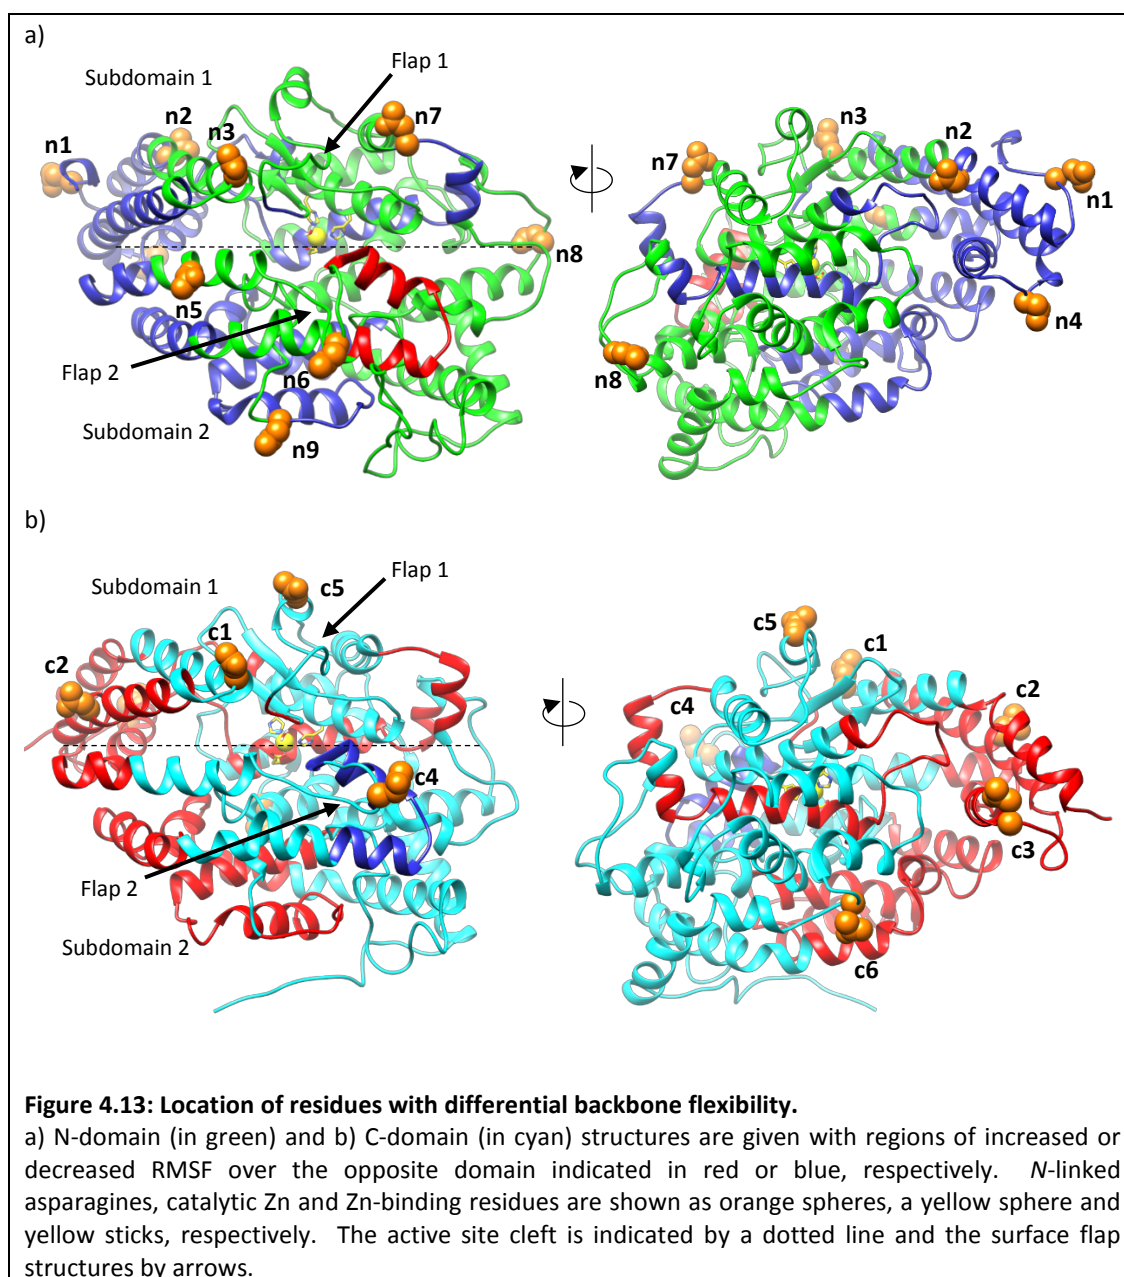 a)
Subdomain 1
Flap 1
n1
n2
n3
n7
n8
n5
Flap 2
n6
Subdomain 2
n9
n3
n2
n7
n1
n4
n8
b)
Subdomain 1
c5
Flap 1
c1
c2
c4
Flap 2
Subdomain 2
c5
c1
c2
c4
c3
c6
Figure 4.13: Location of residues with differential backbone flexibility.
a) N-domain (in green) and b) C-domain (in cyan) structures are given with regions of increased or
decreased RMSF over the opposite domain indicated in red or blue, respectively. N-linked
asparagines, catalytic Zn and Zn-binding residues are shown as orange spheres, a yellow sphere and
yellow sticks, respectively. The active site cleft is indicated by a dotted line and the surface flap
structures by arrows.